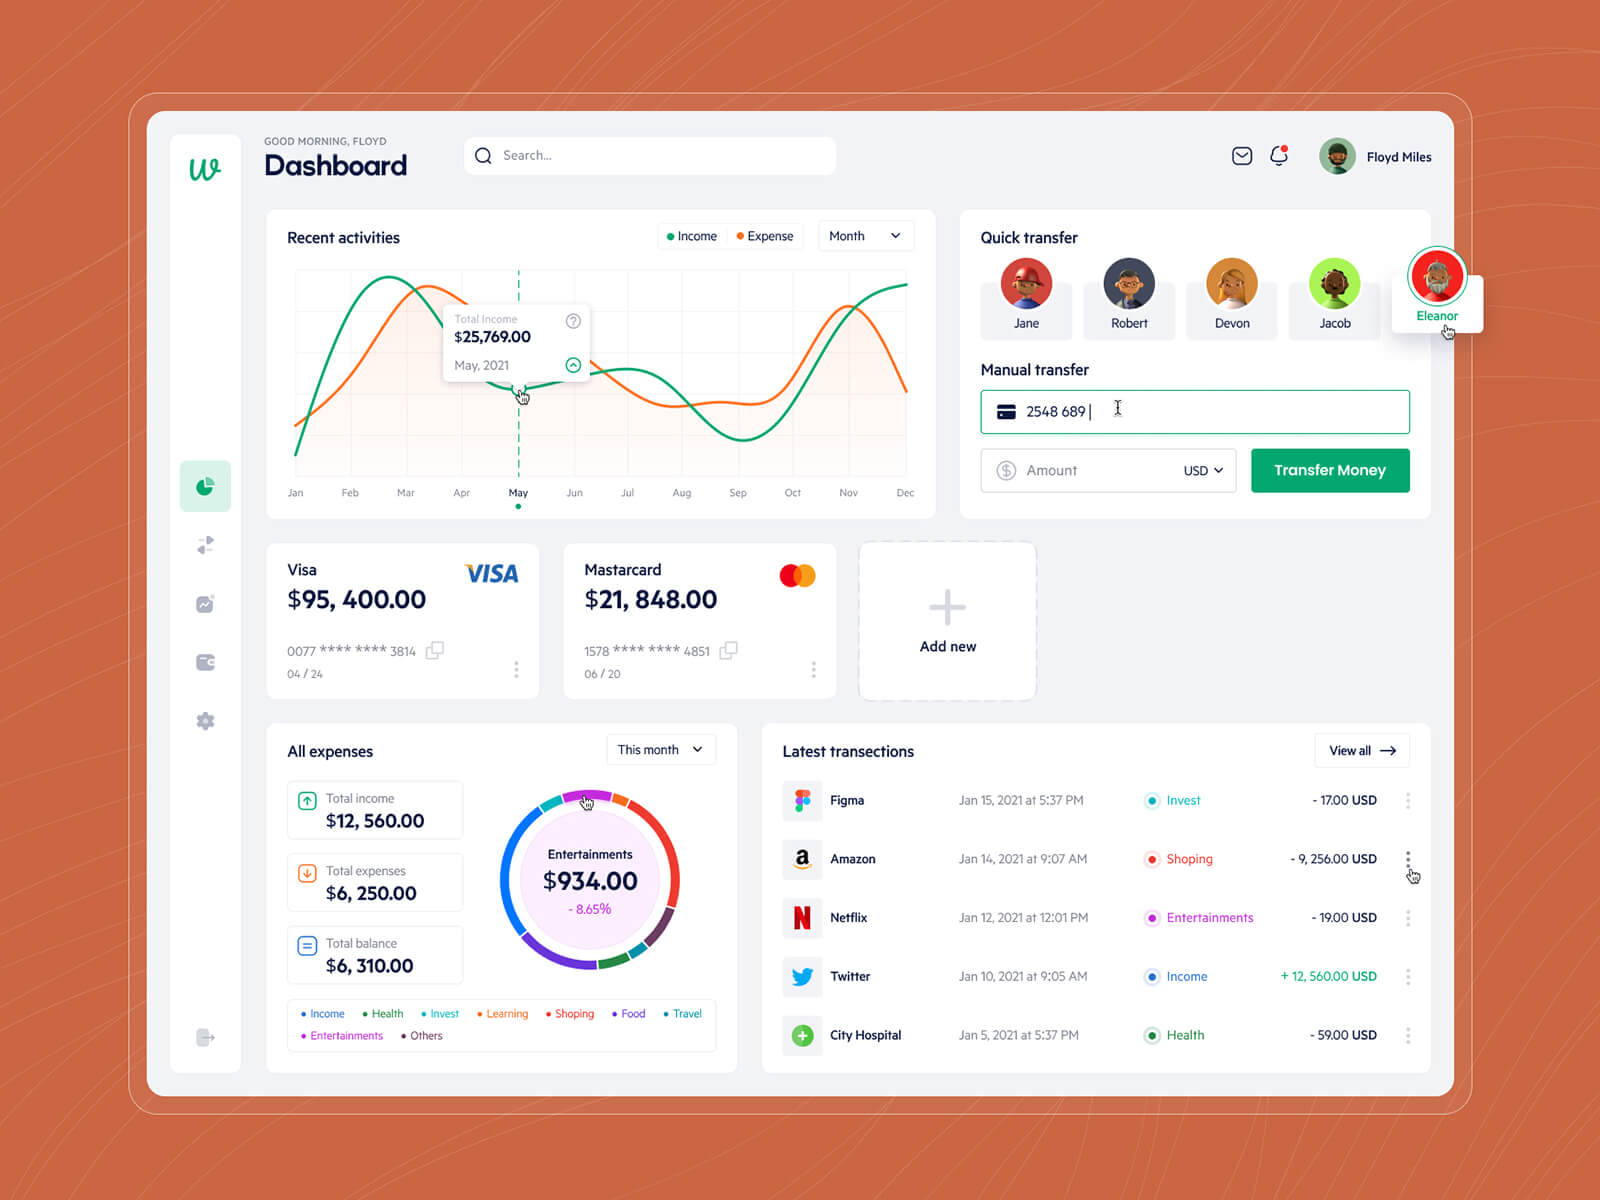 w
GOOD MORNING, FLOYD
Dashboard
Search...
Floyd Miles
Recent activities
Income
Expense
Month
Total Income
$25,769.00
May, 2021
Jan Feb Mar Apr May Jun Jul Aug Sep Oct Nov Dec
Quick transfer
Jane
Robert
Devon
Jacob
Eleanor
Manual transfer
2548 689
Amount
USD
Transfer Money
Visa
VISA
$95, 400.00
0077 **** **** 3814
04 / 24
Mastarcard
$21, 848.00
1578 **** **** 4851
06 / 20
Add new
All expenses
This month
Total income
$12, 560.00
Total expenses
$6, 250.00
Total balance
$6, 310.00
Entertainments
$934.00
- 8.65%
Income Health Invest Learning Shoping Food Travel
Entertainments Others
Latest transections
View all
Figma Jan 15, 2021 at 5:37 PM Invest - 17.00 USD
a Amazon Jan 14, 2021 at 9:07 AM Shoping - 9, 256.00 USD
N Netflix Jan 12, 2021 at 12:01 PM Entertainments - 19.00 USD
Twitter Jan 10, 2021 at 9:05 AM Income + 12, 560.00 USD
City Hospital Jan 5, 2021 at 5:37 PM Health - 59.00 USD